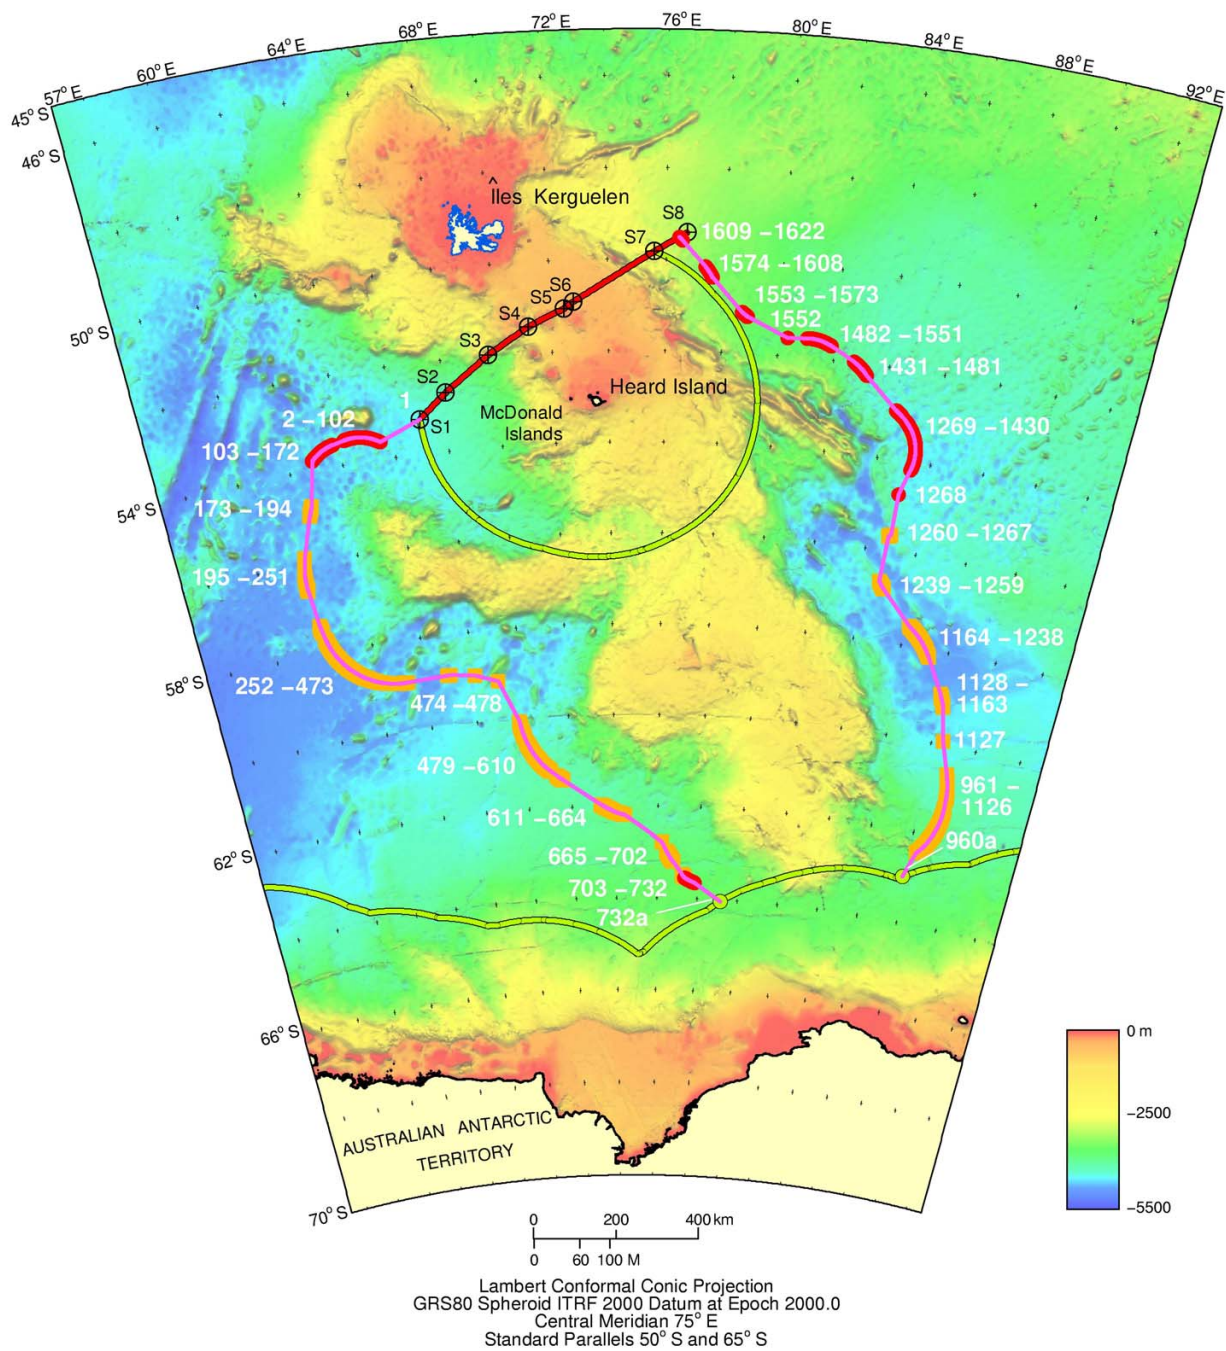 57° E
60° E
64° E
68° E
72° E
76° E
80° E
84° E
88° E
92° E
45° S
46° S
50° S
54° S
58° S
62° S
66° S
70° S
Îles Kerguelen
S8
S7
S6
S5
S4
S3
S2
S1
1
Heard Island
McDonald
Islands
1609 –1622
1574 –1608
1553 –1573
1552
1482 –1551
1431 –1481
1269 –1430
1268
1260 –1267
1239 –1259
1164 –1238
1128 –
1163
1127
961 –
1126
960a
2 –102
103 –172
173 –194
195 –251
252 –473
474 –478
479 –610
611 –664
665 –702
703 –732
732a
AUSTRALIAN ANTARCTIC
TERRITORY
0 m
–2500
–5500
0 200 400 km
0 60 100 M
Lambert Conformal Conic Projection
GRS80 Spheroid ITRF 2000 Datum at Epoch 2000.0
Central Meridian 75° E
Standard Parallels 50° S and 65° S